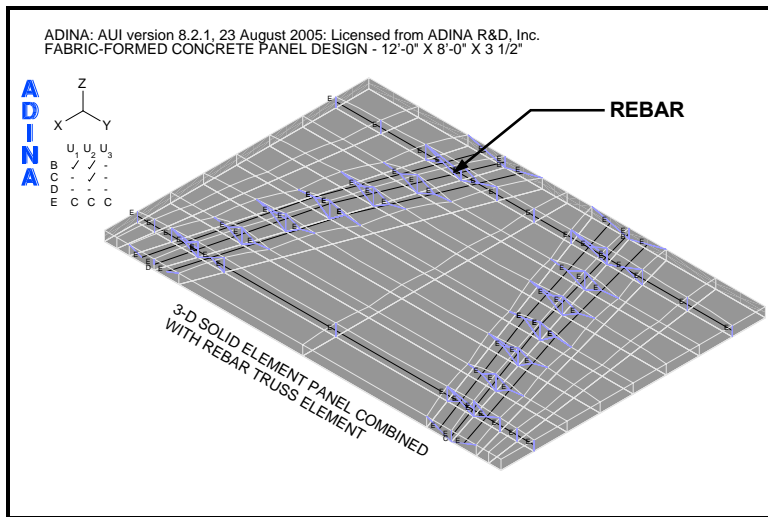 ADINA: AUI version 8.2.1, 23 August 2005: Licensed from ADINA R&D, Inc.
FABRIC-FORMED CONCRETE PANEL DESIGN - 12'-0" X 8'-0" X 3 1/2"
ADINA
Z
X Y
U1 U2 U3
B ✓ ✓ -
C - ✓ -
D - - -
E C C C
REBAR
3-D SOLID ELEMENT PANEL COMBINED
WITH REBAR TRUSS ELEMENT